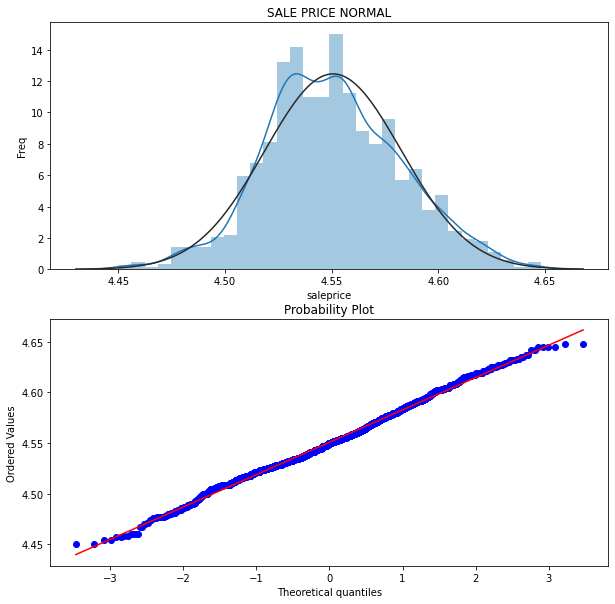 SALE PRICE NORMAL
14
12
10
8
6
4
2
0
Freq
4.45 4.50 4.55 4.60 4.65
saleprice
Probability Plot
4.65
4.60
4.55
4.50
4.45
Ordered Values
−3 −2 −1 0 1 2 3
Theoretical quantiles